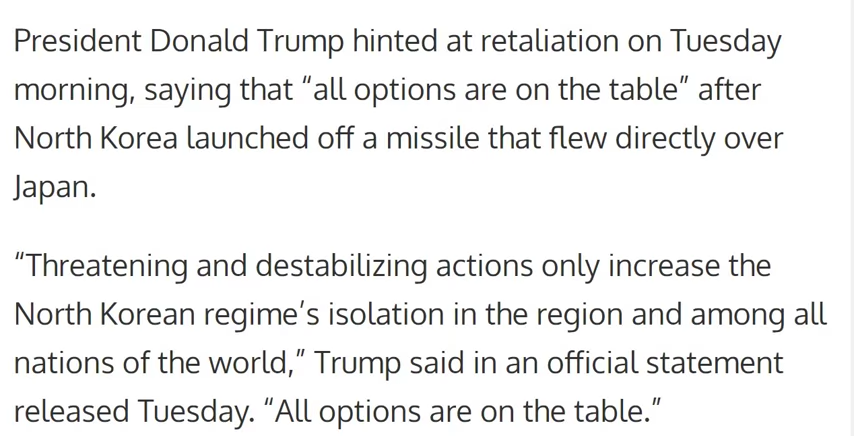 President Donald Trump hinted at retaliation on Tuesday
morning, saying that “all options are on the table” after
North Korea launched off a missile that flew directly over
Japan.
“Threatening and destabilizing actions only increase the
North Korean regime’s isolation in the region and among all
nations of the world,” Trump said in an official statement
released Tuesday. “All options are on the table.”